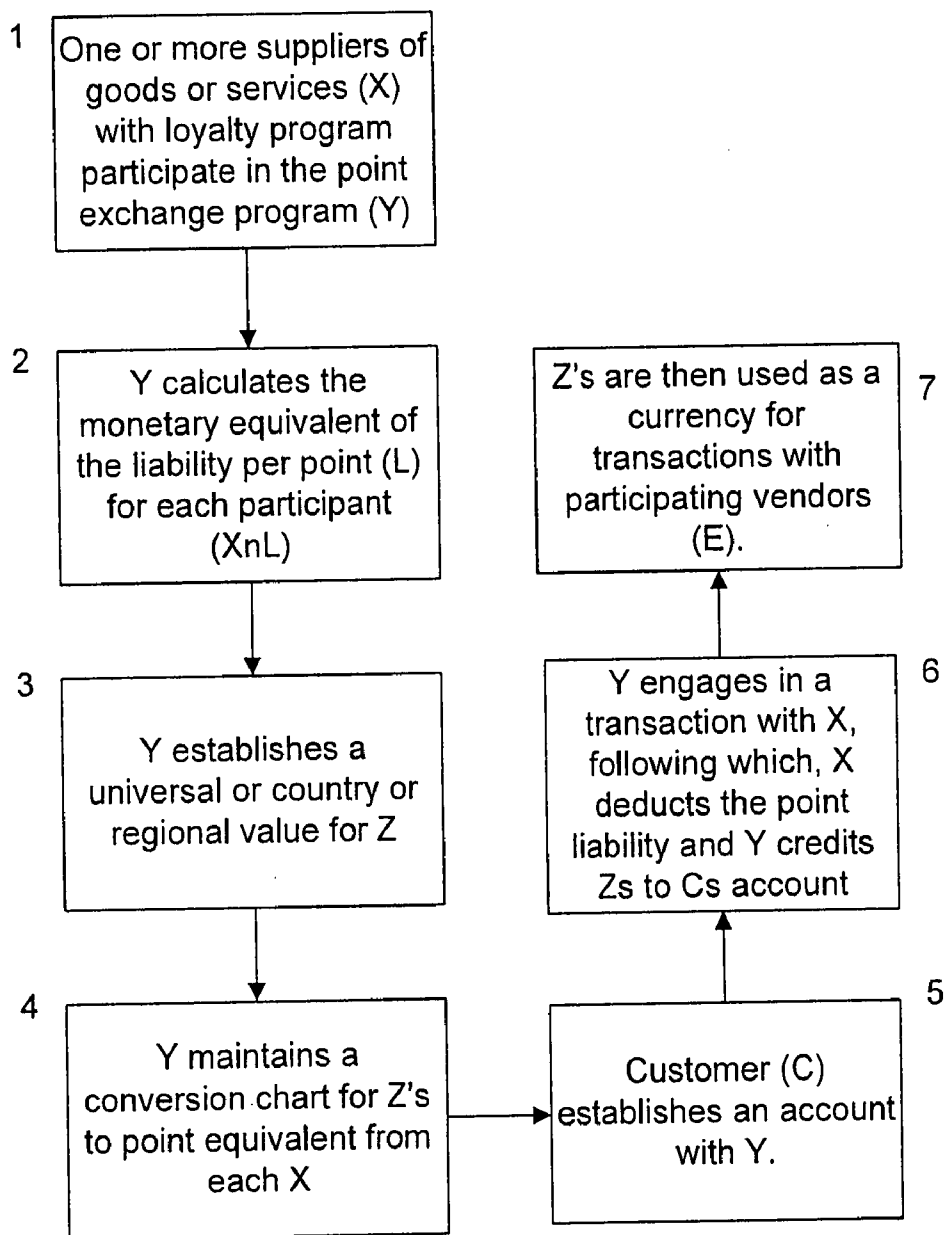 1
One or more suppliers of
goods or services (X)
with loyalty program
participate in the point
exchange program (Y)
2
Y calculates the
monetary equivalent of
the liability per point (L)
for each participant
(XnL)
3
Y establishes a
universal or country or
regional value for Z
4
Y maintains a
conversion chart for Z's
to point equivalent from
each X
5
Customer (C)
establishes an account
with Y.
6
Y engages in a
transaction with X,
following which, X
deducts the point
liability and Y credits
Zs to Cs account
7
Z's are then used as a
currency for
transactions with
participating vendors
(E).